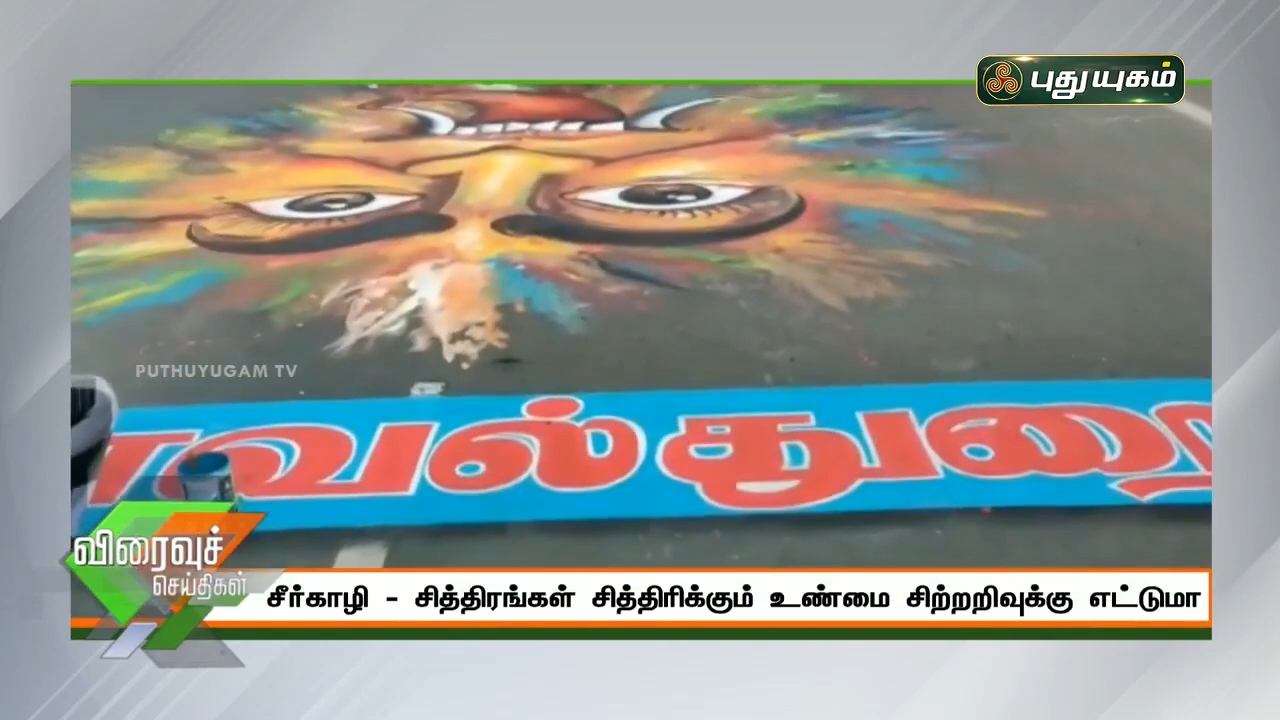 புதுயுகம்
PUTHUYUGAM TV
வல்துறை
விரைவுச்
செய்திகள்
சீர்காழி - சித்திரங்கள் சித்திரிக்கும் உண்மை சிற்றறிவுக்கு எட்டுமா